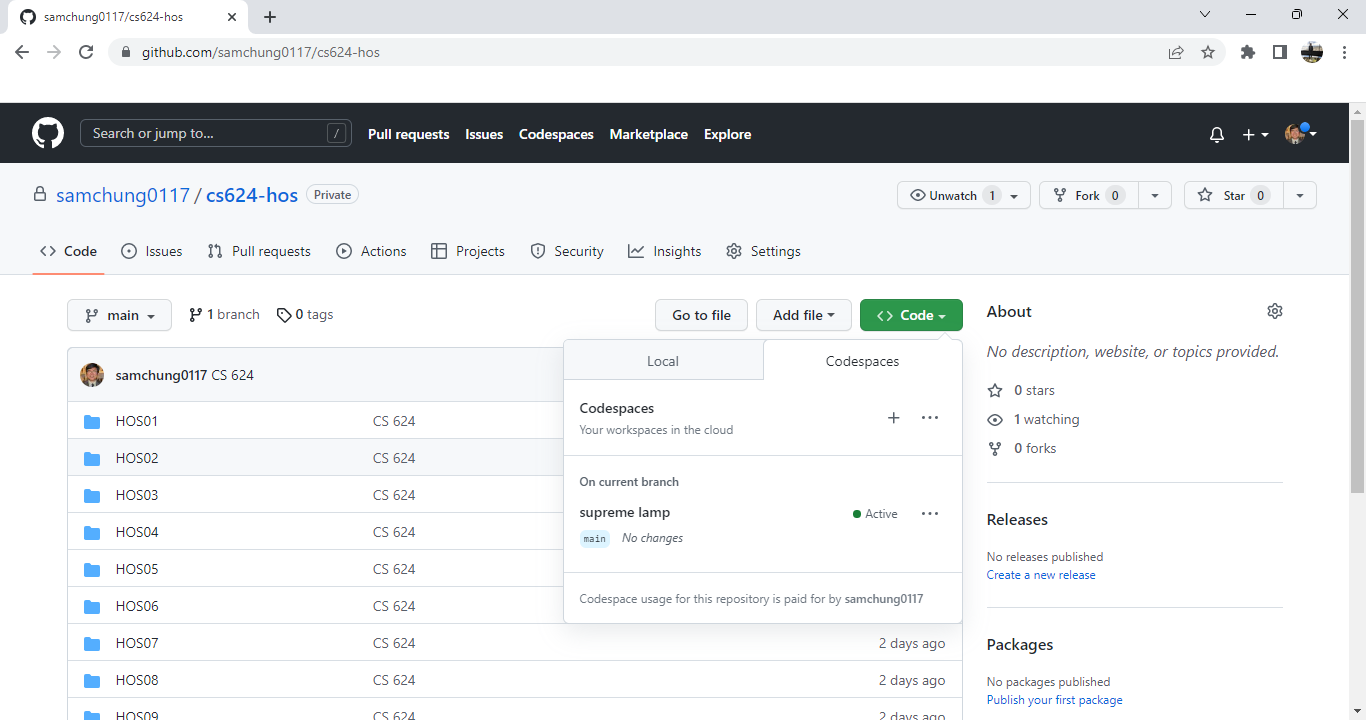 samchung0117/cs624-hos
github.com/samchung0117/cs624-hos
Search or jump to... /
Pull requests Issues Codespaces Marketplace Explore
samchung0117 / cs624-hos Private
Unwatch 1 Fork 0 Star 0
Code Issues Pull requests Actions Projects Security Insights Settings
main 1 branch 0 tags Go to file Add file Code
samchung0117 CS 624
HOS01 CS 624
HOS02 CS 624
HOS03 CS 624
HOS04 CS 624
HOS05 CS 624
HOS06 CS 624
HOS07 CS 624 2 days ago
HOS08 CS 624 2 days ago
HOS09 CS 624 2 days ago
Local Codespaces
Codespaces
Your workspaces in the cloud
On current branch
supreme lamp Active
main No changes
Codespace usage for this repository is paid for by samchung0117
About
No description, website, or topics provided.
0 stars
1 watching
0 forks
Releases
No releases published
Create a new release
Packages
No packages published
Publish your first package